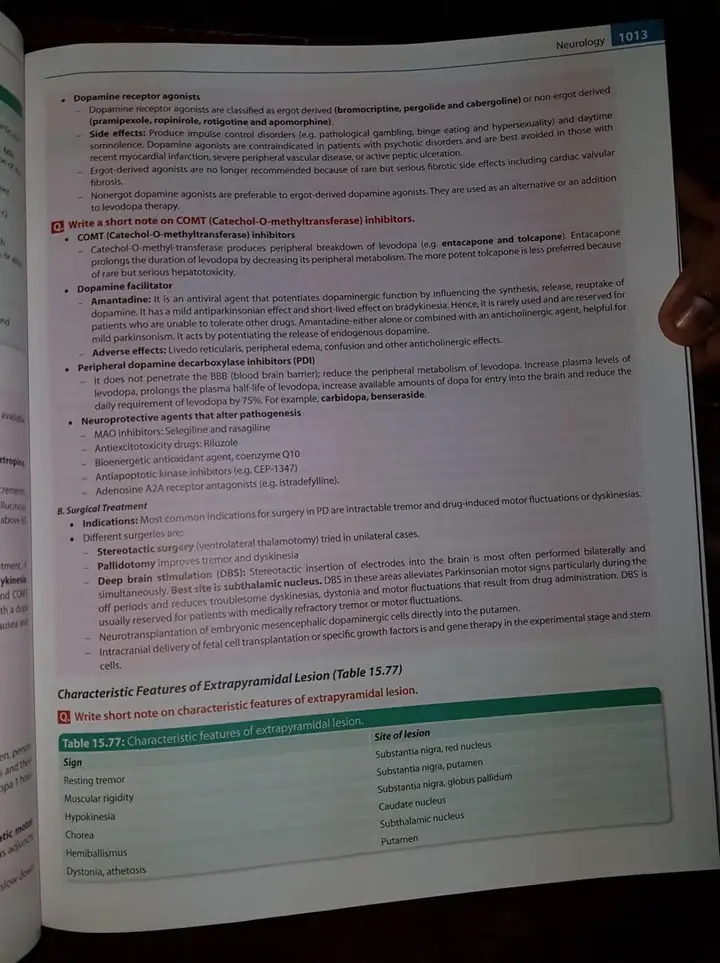 Neurology 1013
• Dopamine receptor agonists
– Dopamine receptor agonists are classified as ergot derived (bromocriptine, pergolide and cabergoline) or non-ergot derived
(pramipexole, ropinirole, rotigotine and apomorphine).
– Side effects: Produce impulse control disorders (e.g. pathological gambling, binge eating and hypersexuality) and daytime
somnolence. Dopamine agonists are contraindicated in patients with psychotic disorders and are best avoided in those with
recent myocardial infarction, severe peripheral vascular disease, or active peptic ulceration.
– Ergot-derived agonists are no longer recommended because of rare but serious fibrotic side effects including cardiac valvular
fibrosis.
– Nonergot dopamine agonists are preferable to ergot-derived dopamine agonists. They are used as an alternative or an addition
to levodopa therapy.
Q. Write a short note on COMT (Catechol-O-methyltransferase) inhibitors.
• COMT (Catechol-O-methyltransferase) inhibitors
– Catechol-O-methyl-transferase produces peripheral breakdown of levodopa (e.g. entacapone and tolcapone). Entacapone
prolongs the duration of levodopa by decreasing its peripheral metabolism. The more potent tolcapone is less preferred because
of rare but serious hepatotoxicity.
• Dopamine facilitator
– Amantadine: It is an antiviral agent that potentiates dopaminergic function by influencing the synthesis, release, reuptake of
dopamine. It has a mild antiparkinsonian effect and short-lived effect on bradykinesia. Hence, it is rarely used and are reserved for
patients who are unable to tolerate other drugs. Amantadine-either alone or combined with an anticholinergic agent, helpful for
mild parkinsonism. It acts by potentiating the release of endogenous dopamine.
– Adverse effects: Livedo reticularis, peripheral edema, confusion and other anticholinergic effects.
• Peripheral dopamine decarboxylase inhibitors (PDI)
– It does not penetrate the BBB (blood brain barrier); reduce the peripheral metabolism of levodopa. Increase plasma levels of
levodopa, prolongs the plasma half-life of levodopa, increase available amounts of dopa for entry into the brain and reduce the
daily requirement of levodopa by 75%. For example, carbidopa, benseraside.
• Neuroprotective agents that alter pathogenesis
– MAO inhibitors: Selegiline and rasagiline
– Antiexcitotoxicity drugs: Riluzole
– Bioenergetic antioxidant agent, coenzyme Q10
– Antiapoptotic kinase inhibitors (e.g. CEP-1347)
– Adenosine A2A receptor antagonists (e.g. istradefylline).
B. Surgical Treatment
• Indications: Most common indications for surgery in PD are intractable tremor and drug-induced motor fluctuations or dyskinesias.
• Different surgeries are:
– Stereotactic surgery (ventrolateral thalamotomy) tried in unilateral cases.
– Pallidotomy improves tremor and dyskinesia
– Deep brain stimulation (DBS): Stereotactic insertion of electrodes into the brain is most often performed bilaterally and
simultaneously. Best site is subthalamic nucleus. DBS in these areas alleviates Parkinsonian motor signs particularly during the
off periods and reduces troublesome dyskinesias, dystonia and motor fluctuations that result from drug administration. DBS is
usually reserved for patients with medically refractory tremor or motor fluctuations.
– Neurotransplantation of embryonic mesencephalic dopaminergic cells directly into the putamen.
– Intracranial delivery of fetal cell transplantation or specific growth factors is and gene therapy in the experimental stage and stem
cells.
Characteristic Features of Extrapyramidal Lesion (Table 15.77)
Q. Write short note on characteristic features of extrapyramidal lesion.
Table 15.77: Characteristic features of extrapyramidal lesion.
Sign Site of lesion
Resting tremor Substantia nigra, red nucleus
Muscular rigidity Substantia nigra, putamen
Hypokinesia Substantia nigra, globus pallidum
Chorea Caudate nucleus
Hemiballismus Subthalamic nucleus
Dystonia, athetosis Putamen